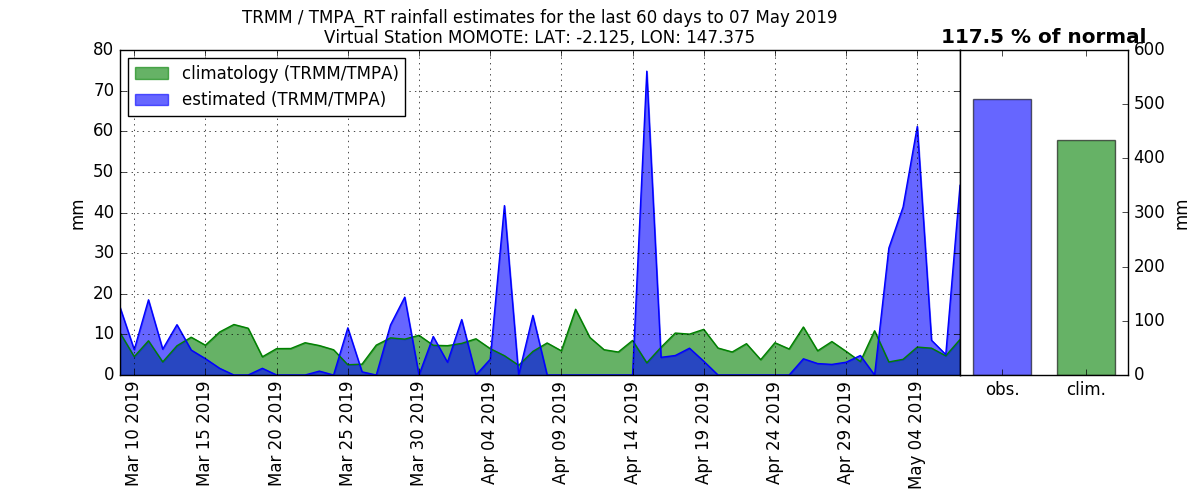 TRMM / TMPA_RT rainfall estimates for the last 60 days to 07 May 2019
Virtual Station MOMOTE: LAT: -2.125, LON: 147.375
117.5 % of normal
climatology (TRMM/TMPA)
estimated (TRMM/TMPA)
mm
80
70
60
50
40
30
20
10
0
Mar 10 2019
Mar 15 2019
Mar 20 2019
Mar 25 2019
Mar 30 2019
Apr 04 2019
Apr 09 2019
Apr 14 2019
Apr 19 2019
Apr 24 2019
Apr 29 2019
May 04 2019
obs.
clim.
600
500
400
300
200
100
0
mm